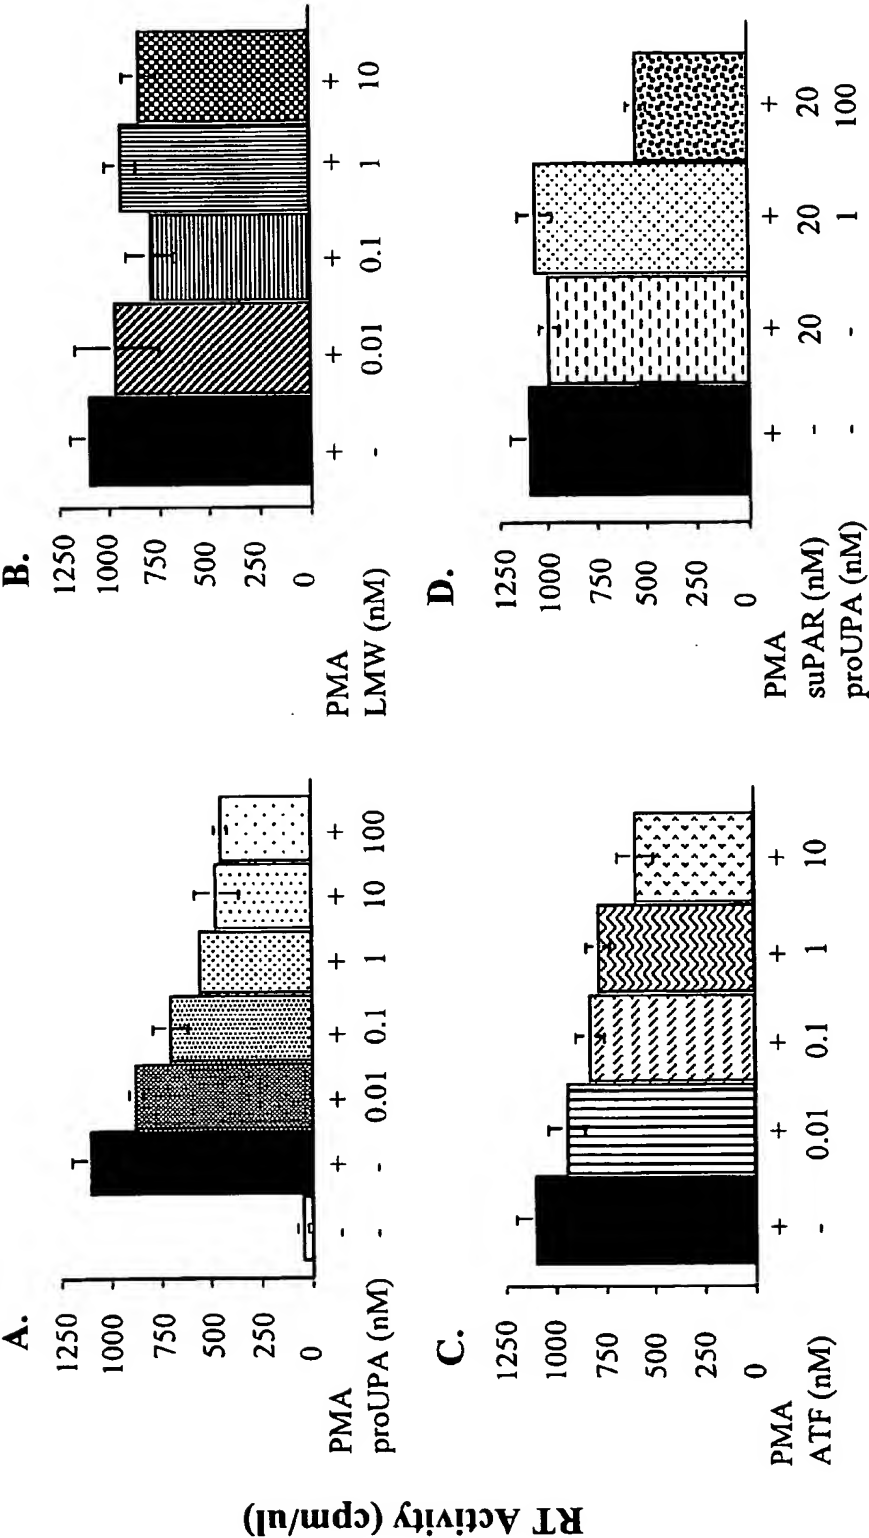 RT Activity (cpm/ul)
A.
1250
1000
750
500
250
0
PMA - + + + + + +
proUPA (nM) - - 0.01 0.1 1 10 100
B.
1250
1000
750
500
250
0
PMA + + + + +
LMW (nM) - 0.01 0.1 1 10
C.
1250
1000
750
500
250
0
PMA + + + + +
ATF (nM) - 0.01 0.1 1 10
D.
1250
1000
750
500
250
0
PMA + + + +
suPAR (nM) - 20 20 20
proUPA (nM) - - 1 100